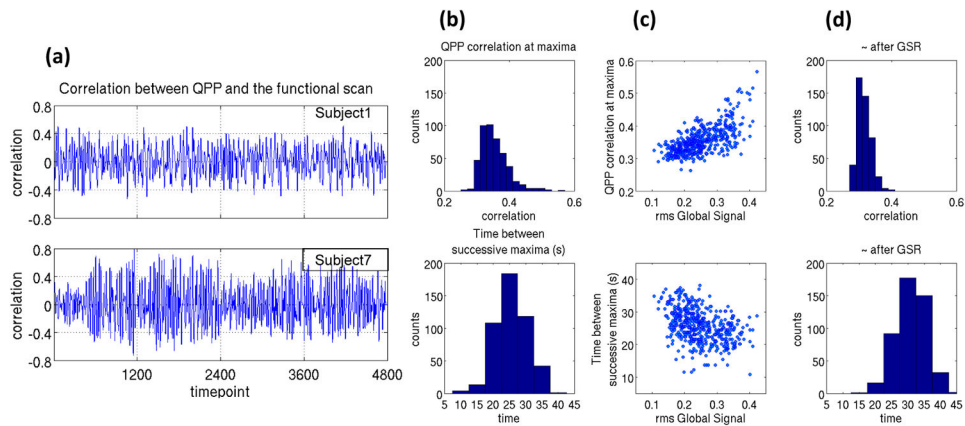 (a)
Correlation between QPP and the functional scan
0.8
0.4
0
-0.4
-0.8
correlation
Subject1
0.8
0.4
0
-0.4
-0.8
correlation
Subject7
1200
2400
3600
4800
timepoint
(b)
QPP correlation at maxima
200
150
100
50
0
counts
0.2
0.4
0.6
correlation
Time between
successive maxima (s)
200
150
100
50
0
counts
5 10 15 20 25 30 35 40 45
time
(c)
0.6
0.5
0.4
0.3
0.2
QPP correlation at maxima
0.1 0.2 0.3 0.4
rms Global Signal
40
30
20
10
Time between
successive maxima (s)
0.1 0.2 0.3 0.4
rms Global Signal
(d)
~ after GSR
200
150
100
50
0
counts
0.2
0.4
0.6
correlation
~ after GSR
200
150
100
50
0
counts
5 10 15 20 25 30 35 40 45
time